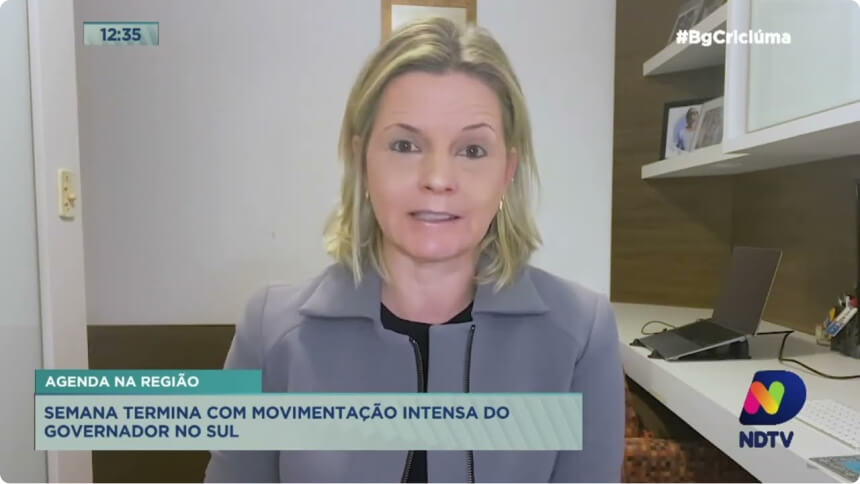 12:35
#BgCriciúma
AGENDA NA REGIÃO
SEMANA TERMINA COM MOVIMENTAÇÃO INTENSA DO
GOVERNADOR NO SUL
NDTV